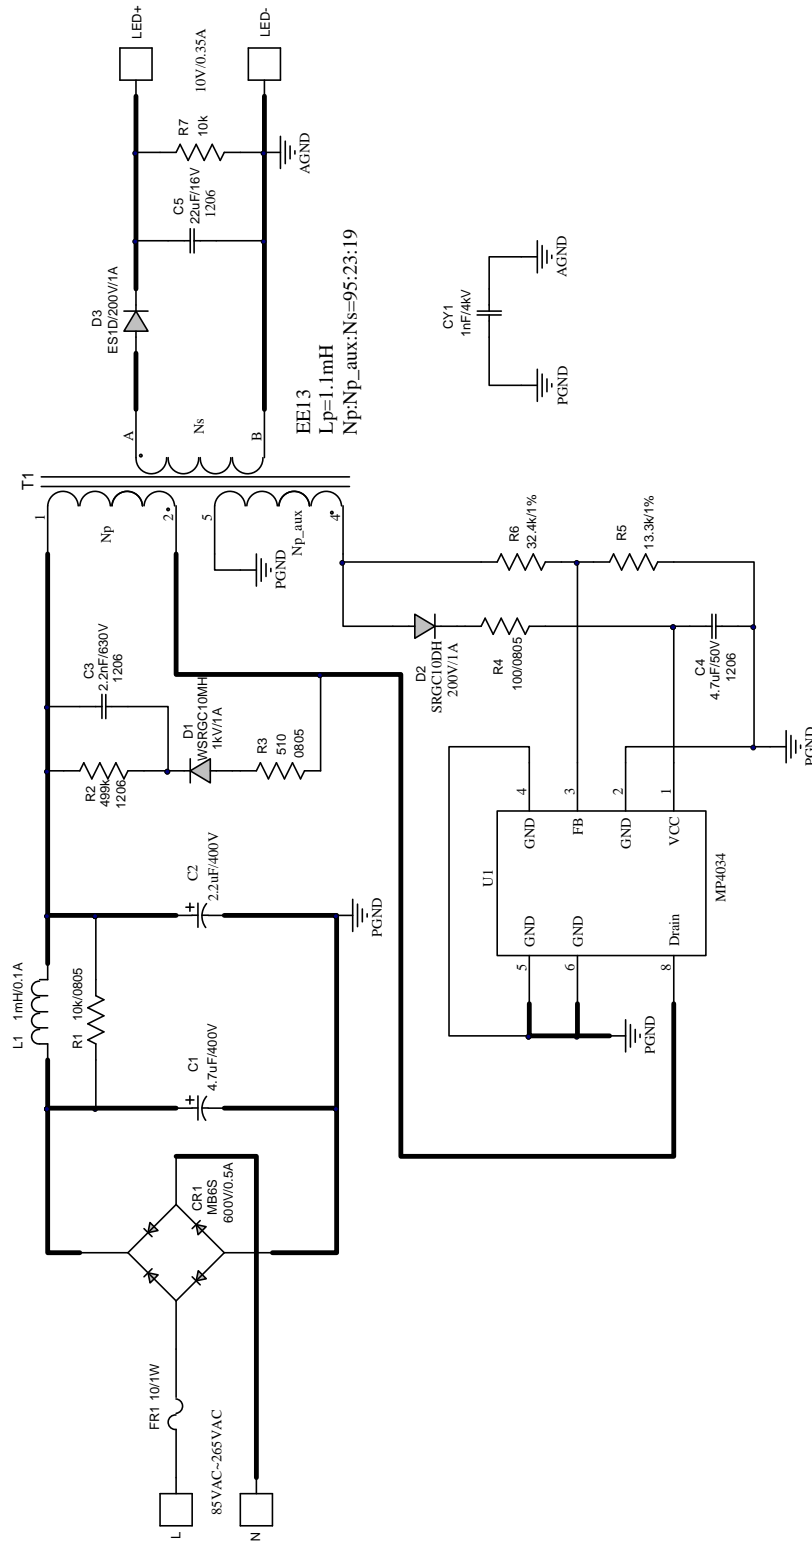 L
N
85VAC~265VAC
FR1 10/1W
CR1
MB6S
600V/0.5A
L1 1mH/0.1A
R1 10k/0805
C1
4.7uF/400V
C2
2.2uF/400V
PGND
R2
499k
1206
C3
2.2nF/630V
1206
D1
WSRGC10MH
1kV/1A
R3
510
0805
T1
1
Np
2
5
Np_aux
4
PGND
A
Ns
B
EE13
Lp=1.1mH
Np:Np_aux:Ns=95:23:19
D3
ES1D/200V/1A
C5
22uF/16V
1206
R7
10k
AGND
LED+
LED-
10V/0.35A
D2
SRGC10DH
200V/1A
R4
100/0805
R6
32.4k/1%
R5
13.3k/1%
C4
4.7uF/50V
1206
PGND
U1
5
GND
6
GND
8
Drain
GND
4
FB
3
GND
2
VCC
1
MP4034
PGND
CY1
1nF/4kV
PGND
AGND